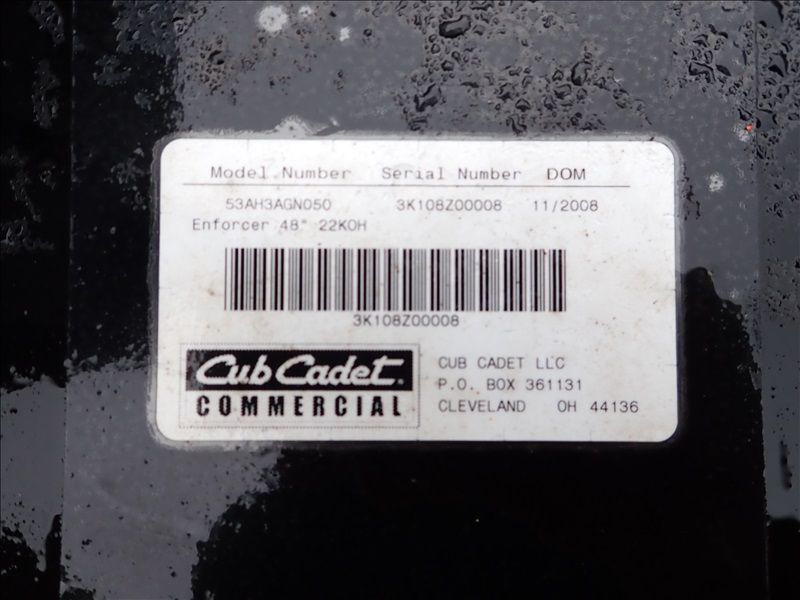 Model Number Serial Number DOM
53AH3AGN050 3K108Z00008 11/2008
Enforcer 48" 22KOH
3K108Z00008
Cub Cadet.
COMMERCIAL
CUB CADET LLC
P.O. BOX 361131
CLEVELAND OH 44136